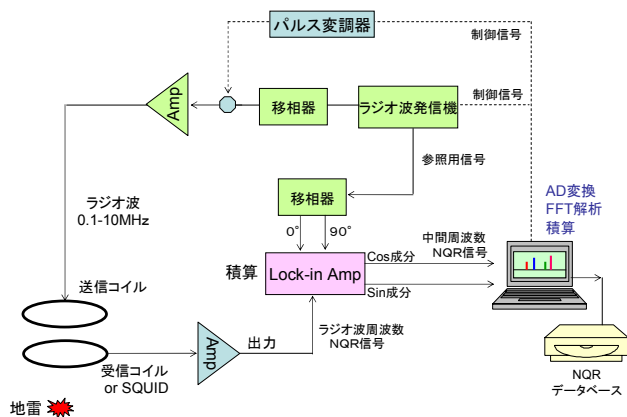 パルス変調器
制御信号
Amp
移相器
ラジオ波発信機
制御信号
参照用信号
ラジオ波
0.1-10MHz
移相器
0°
90°
AD変換
FFT解析
積算
中間周波数
NQR信号
Cos成分
積算
Lock-in Amp
Sin成分
送信コイル
Amp
出力
ラジオ波周波数
NQR信号
受信コイル
or SQUID
NQR
データベース
地雷